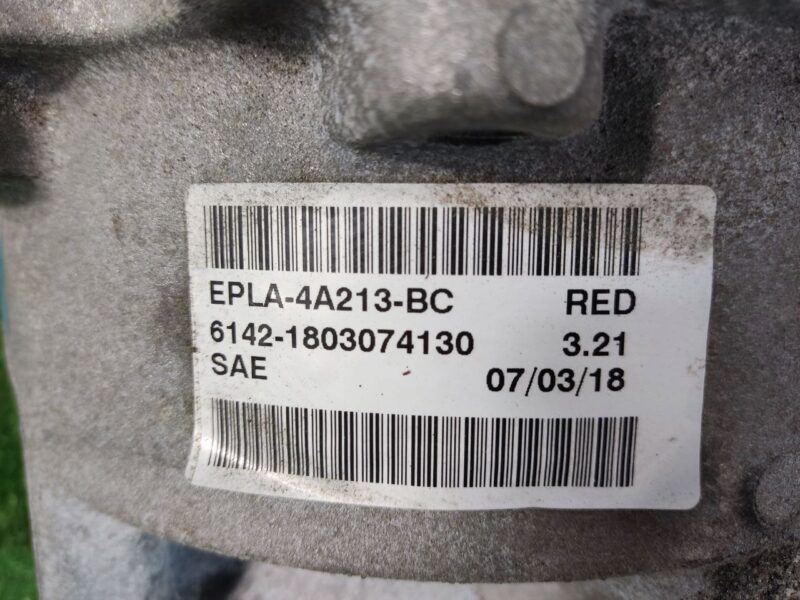 EPLA-4A213-BC RED
6142-1803074130 3.21
SAE 07/03/18